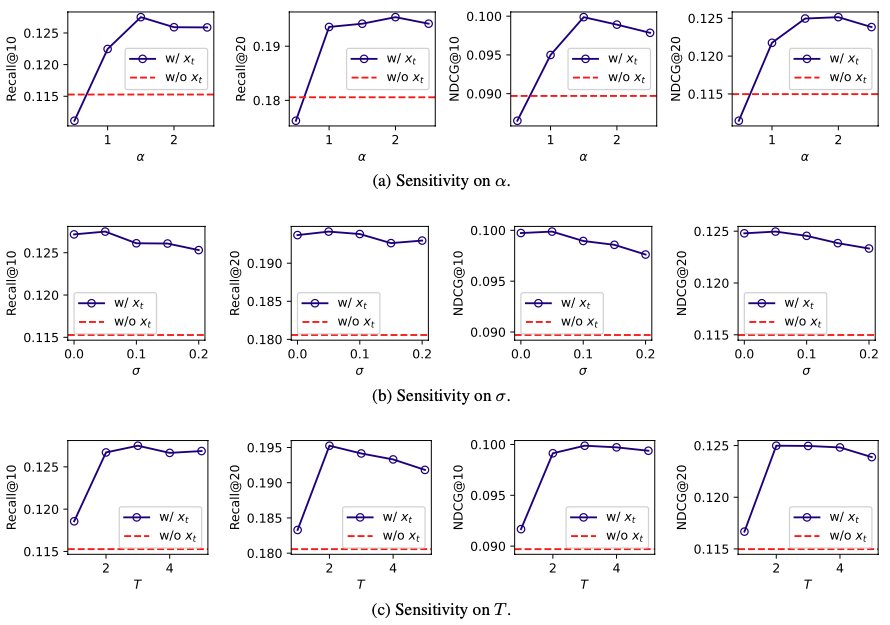 Recall@10
0.125
0.120
0.115
w/ x_t
w/o x_t
1
2
α
Recall@20
0.19
0.18
w/ x_t
w/o x_t
1
2
α
NDCG@10
0.100
0.095
0.090
w/ x_t
w/o x_t
1
2
α
NDCG@20
0.125
0.120
0.115
w/ x_t
w/o x_t
1
2
α
(a) Sensitivity on α.
Recall@10
0.125
0.120
0.115
w/ x_t
w/o x_t
0.0
0.1
0.2
σ
Recall@20
0.190
0.185
0.180
w/ x_t
w/o x_t
0.0
0.1
0.2
σ
NDCG@10
0.100
0.095
0.090
w/ x_t
w/o x_t
0.0
0.1
0.2
σ
NDCG@20
0.125
0.120
0.115
w/ x_t
w/o x_t
0.0
0.1
0.2
σ
(b) Sensitivity on σ.
Recall@10
0.125
0.120
0.115
w/ x_t
w/o x_t
2
4
T
Recall@20
0.195
0.190
0.185
0.180
w/ x_t
w/o x_t
2
4
T
NDCG@10
0.100
0.095
0.090
w/ x_t
w/o x_t
2
4
T
NDCG@20
0.125
0.120
0.115
w/ x_t
w/o x_t
2
4
T
(c) Sensitivity on T.